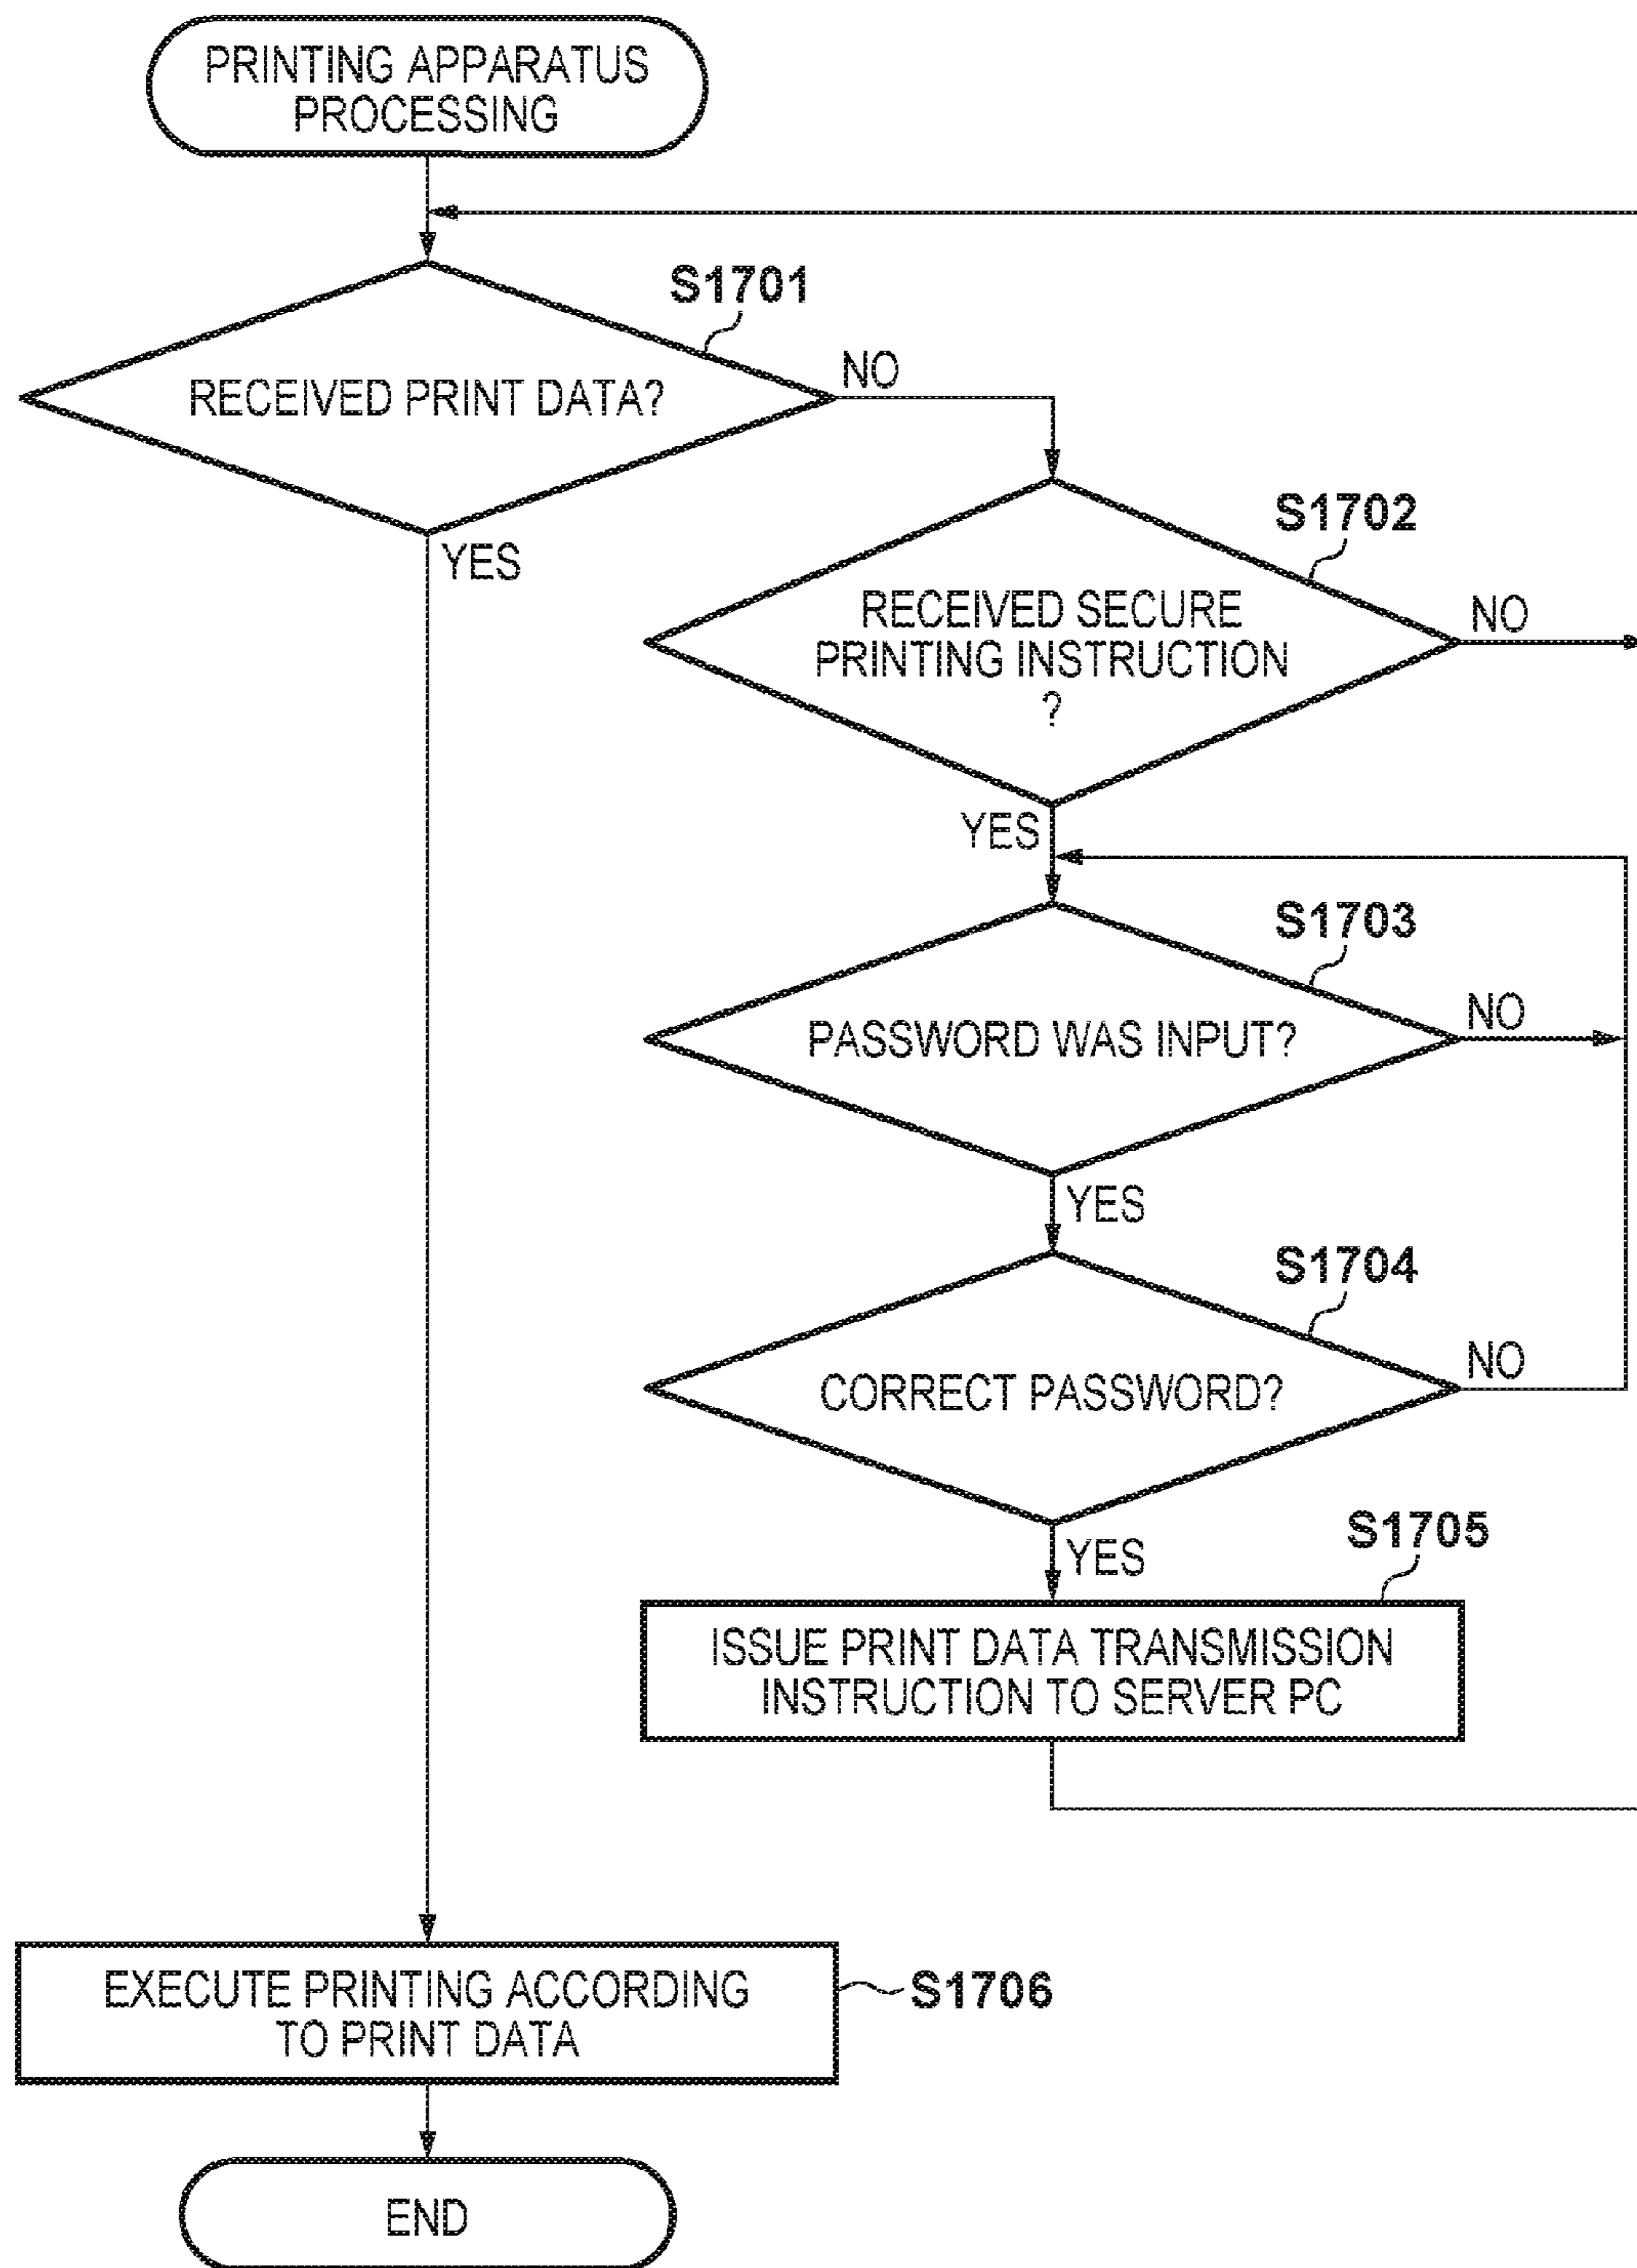 PRINTING APPARATUS
PROCESSING
S1701
RECEIVED PRINT DATA?
NO
YES
S1702
RECEIVED SECURE
PRINTING INSTRUCTION
?
NO
YES
S1703
PASSWORD WAS INPUT?
NO
YES
S1704
CORRECT PASSWORD?
NO
YES
S1705
ISSUE PRINT DATA TRANSMISSION
INSTRUCTION TO SERVER PC
EXECUTE PRINTING ACCORDING
TO PRINT DATA
S1706
END